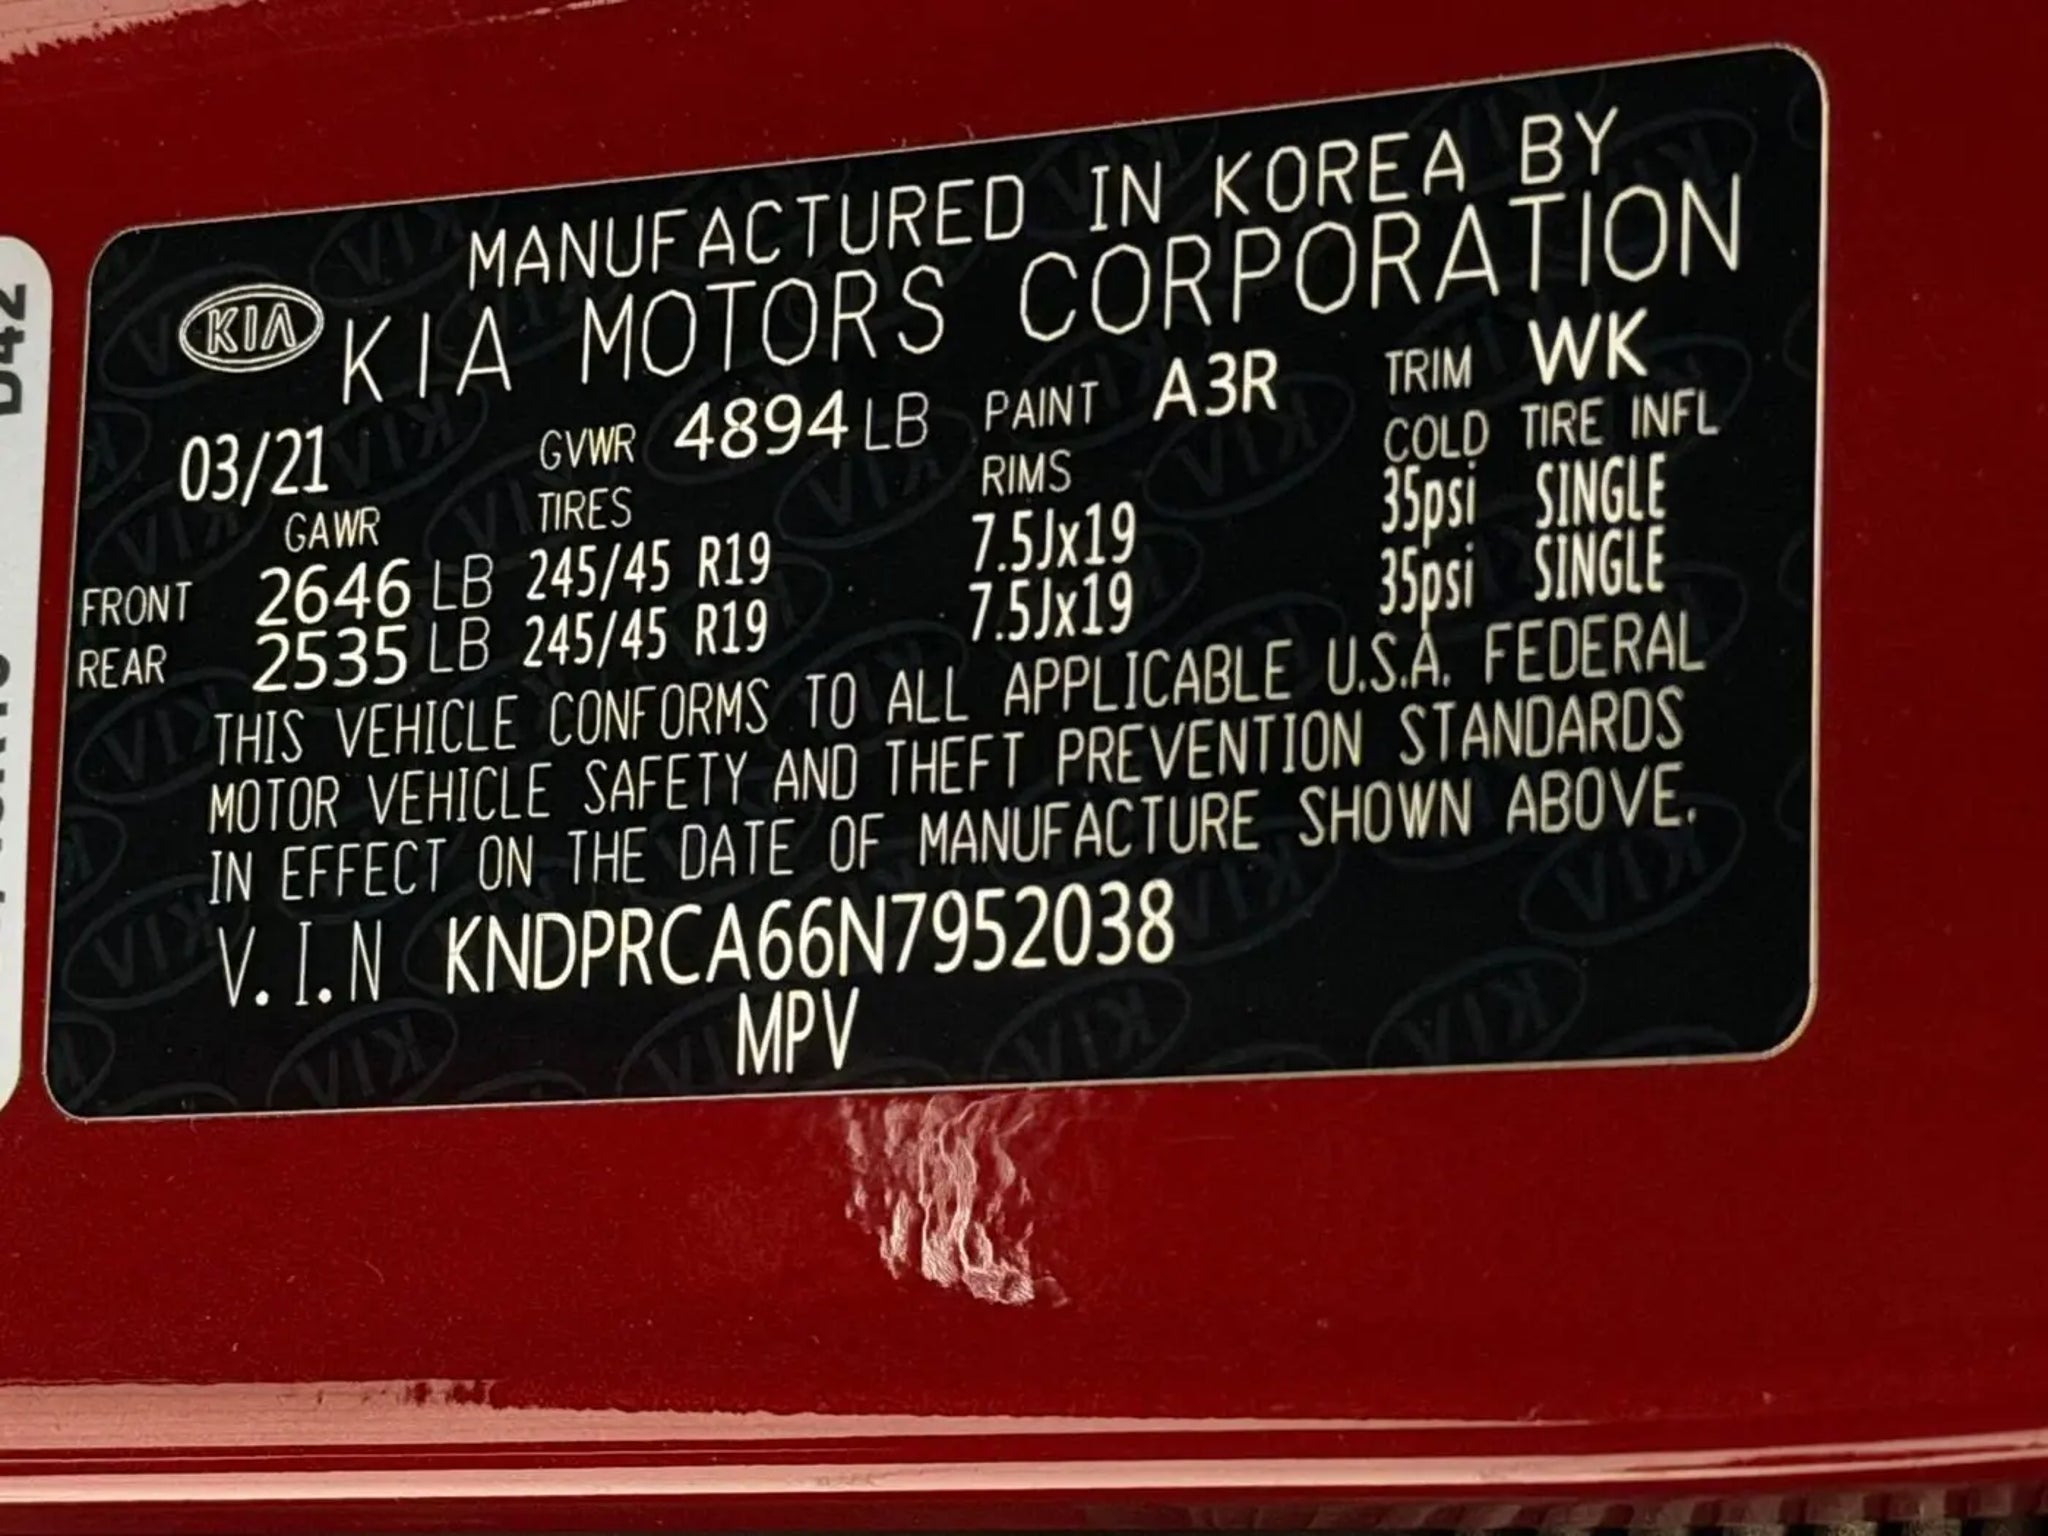 MANUFACTURED IN KOREA BY
KIA KIA MOTORS CORPORATION
03/21 GVWR 4894 LB PAINT A3R TRIM WK
GAWR TIRES RIMS COLD TIRE INFL
FRONT 2646 LB 245/45 R19 7.5Jx19 35psi SINGLE
REAR 2535 LB 245/45 R19 7.5Jx19 35psi SINGLE
THIS VEHICLE CONFORMS TO ALL APPLICABLE U.S.A. FEDERAL
MOTOR VEHICLE SAFETY AND THEFT PREVENTION STANDARDS
IN EFFECT ON THE DATE OF MANUFACTURE SHOWN ABOVE.
V.I.N KNDPRCA66N7952038
MPV